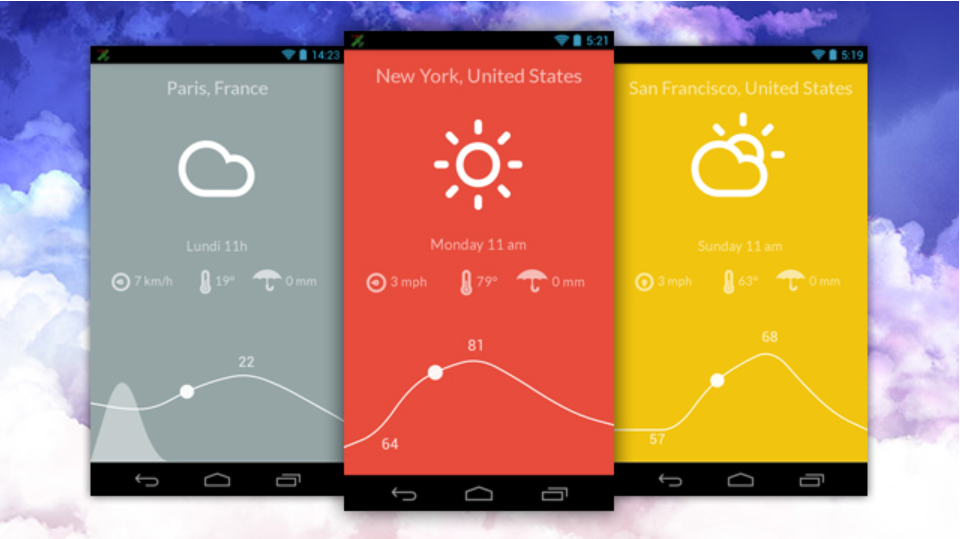 14:23
Paris, France
Lundi 11h
7 km/h 19° 0 mm
22
5:21
New York, United States
Monday 11 am
3 mph 79° 0 mm
81
64
5:19
San Francisco, United States
Sunday 11 am
3 mph 63° 0 mm
68
57